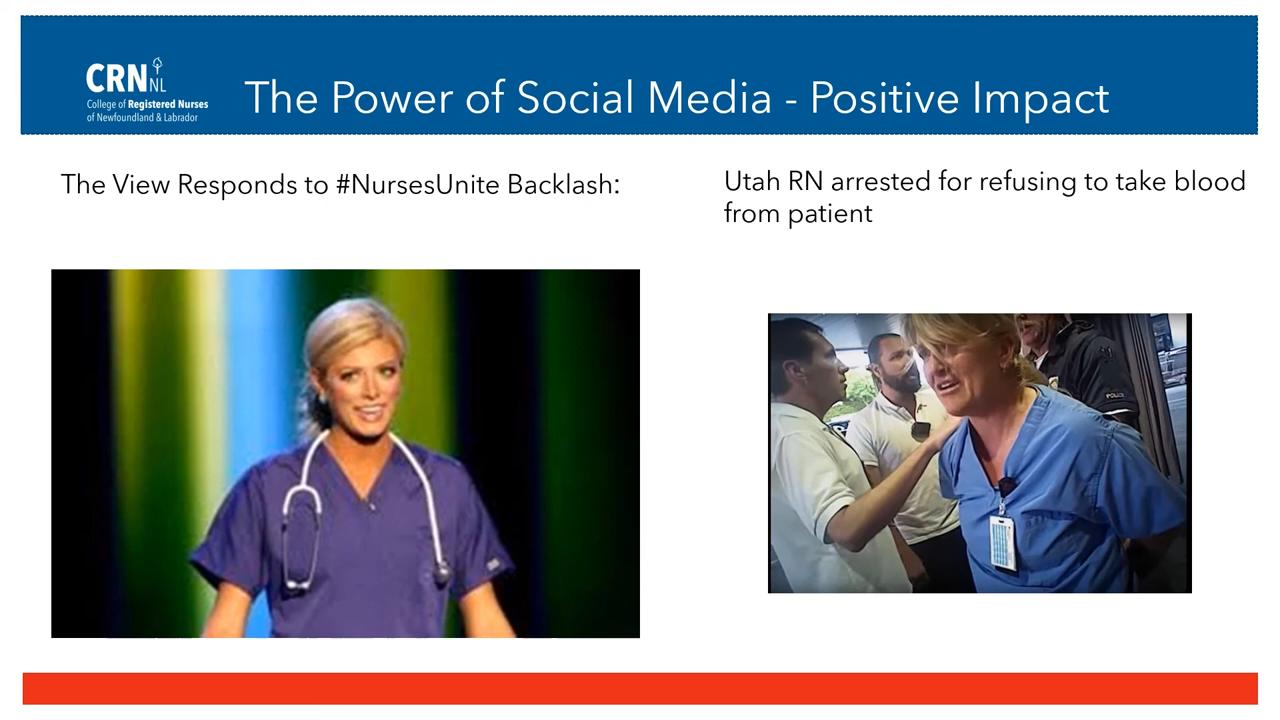 CRN
NL
College of Registered Nurses
of Newfoundland & Labrador
The Power of Social Media - Positive Impact
The View Responds to #NursesUnite Backlash:
Utah RN arrested for refusing to take blood
from patient
POLICE